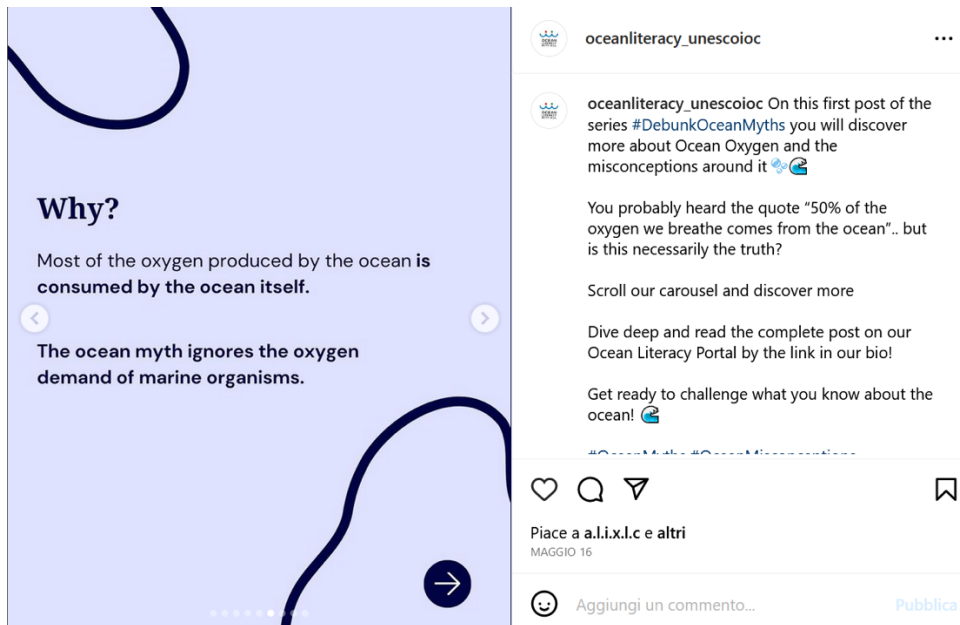 Why?
Most of the oxygen produced by the ocean is
consumed by the ocean itself.
The ocean myth ignores the oxygen
demand of marine organisms.
oceanliteracy_unescoioc
oceanliteracy_unescoioc On this first post of the
series #DebunkOceanMyths you will discover
more about Ocean Oxygen and the
misconceptions around it
You probably heard the quote “50% of the
oxygen we breathe comes from the ocean”.. but
is this necessarily the truth?
Scroll our carousel and discover more
Dive deep and read the complete post on our
Ocean Literacy Portal by the link in our bio!
Get ready to challenge what you know about the
ocean!
#OceanMyths #OceanMisconceptions
Piace a a.l.i.x.l.c e altri
MAGGIO 16
Aggiungi un commento...
Pubblica